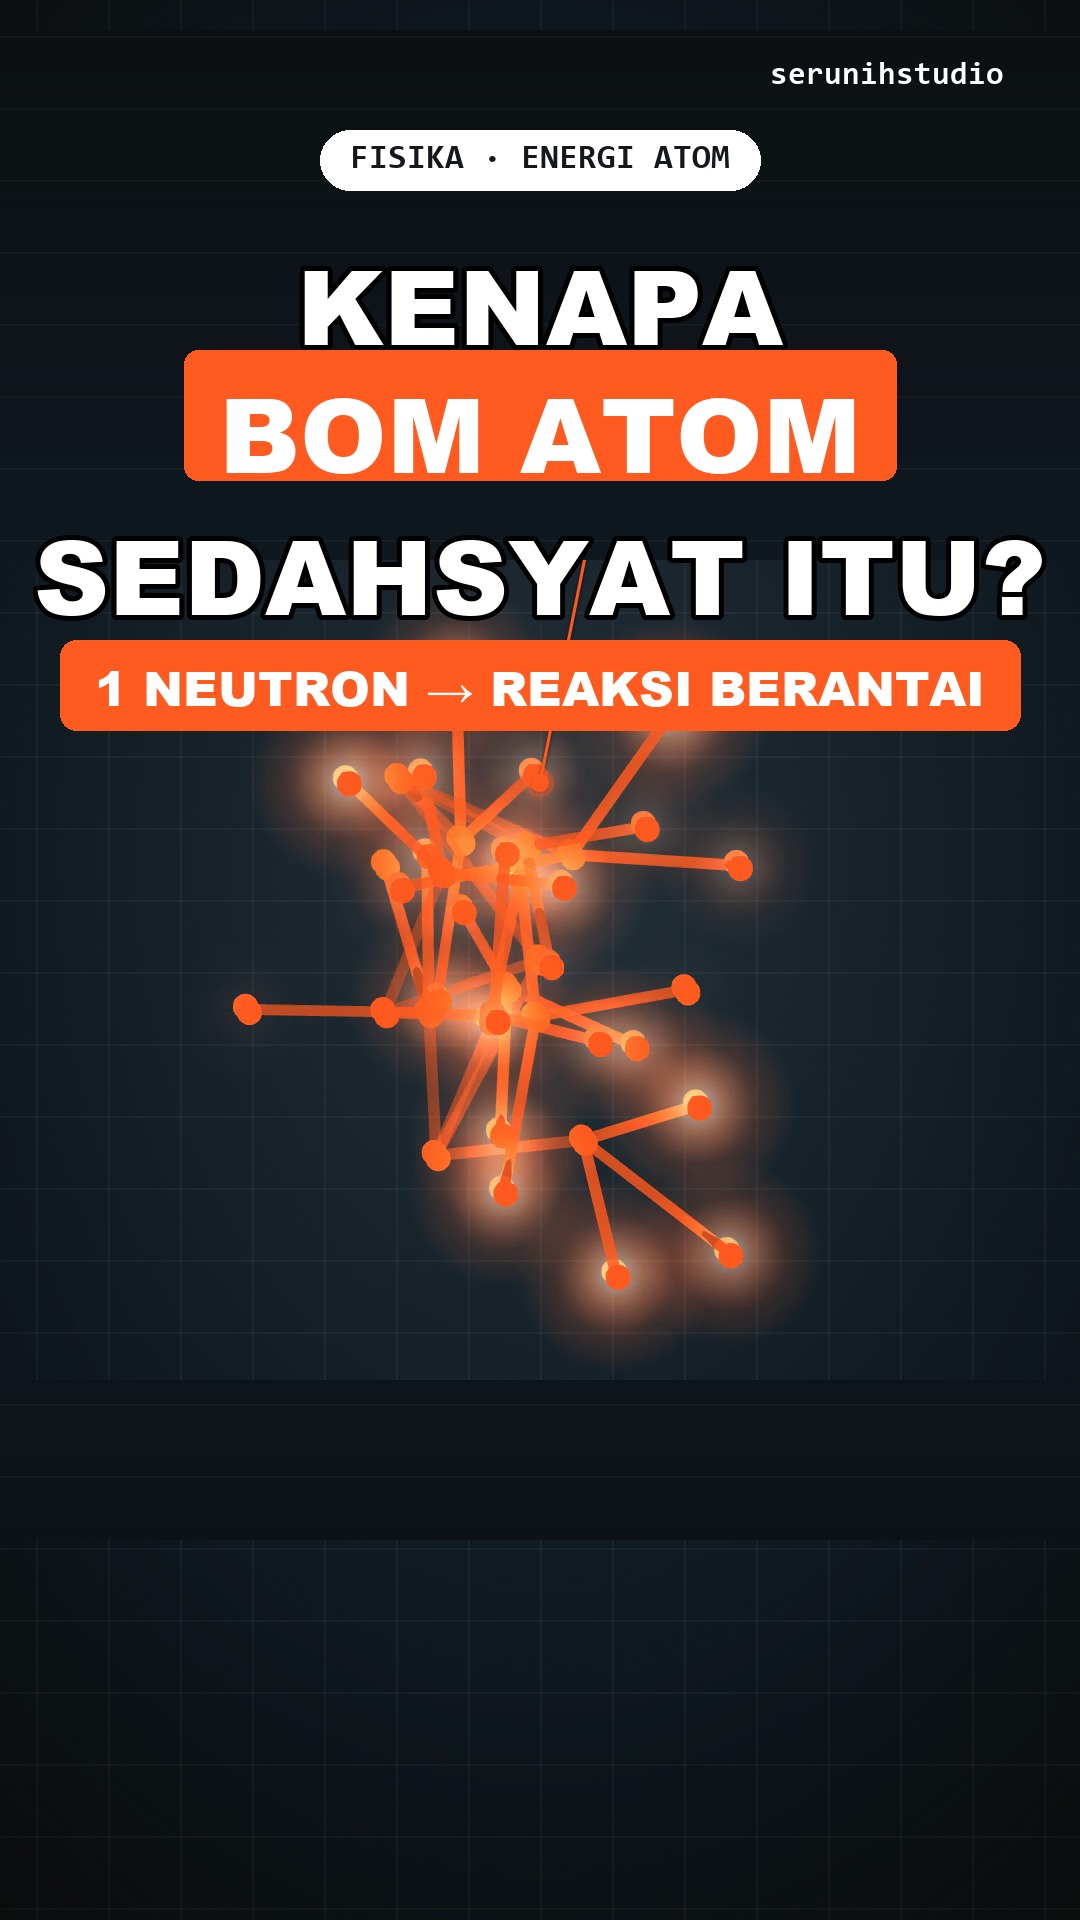 serunihstudio
FISIKA · ENERGI ATOM
KENAPA
BOM ATOM
SEDAHSYAT ITU?
1 NEUTRON → REAKSI BERANTAI